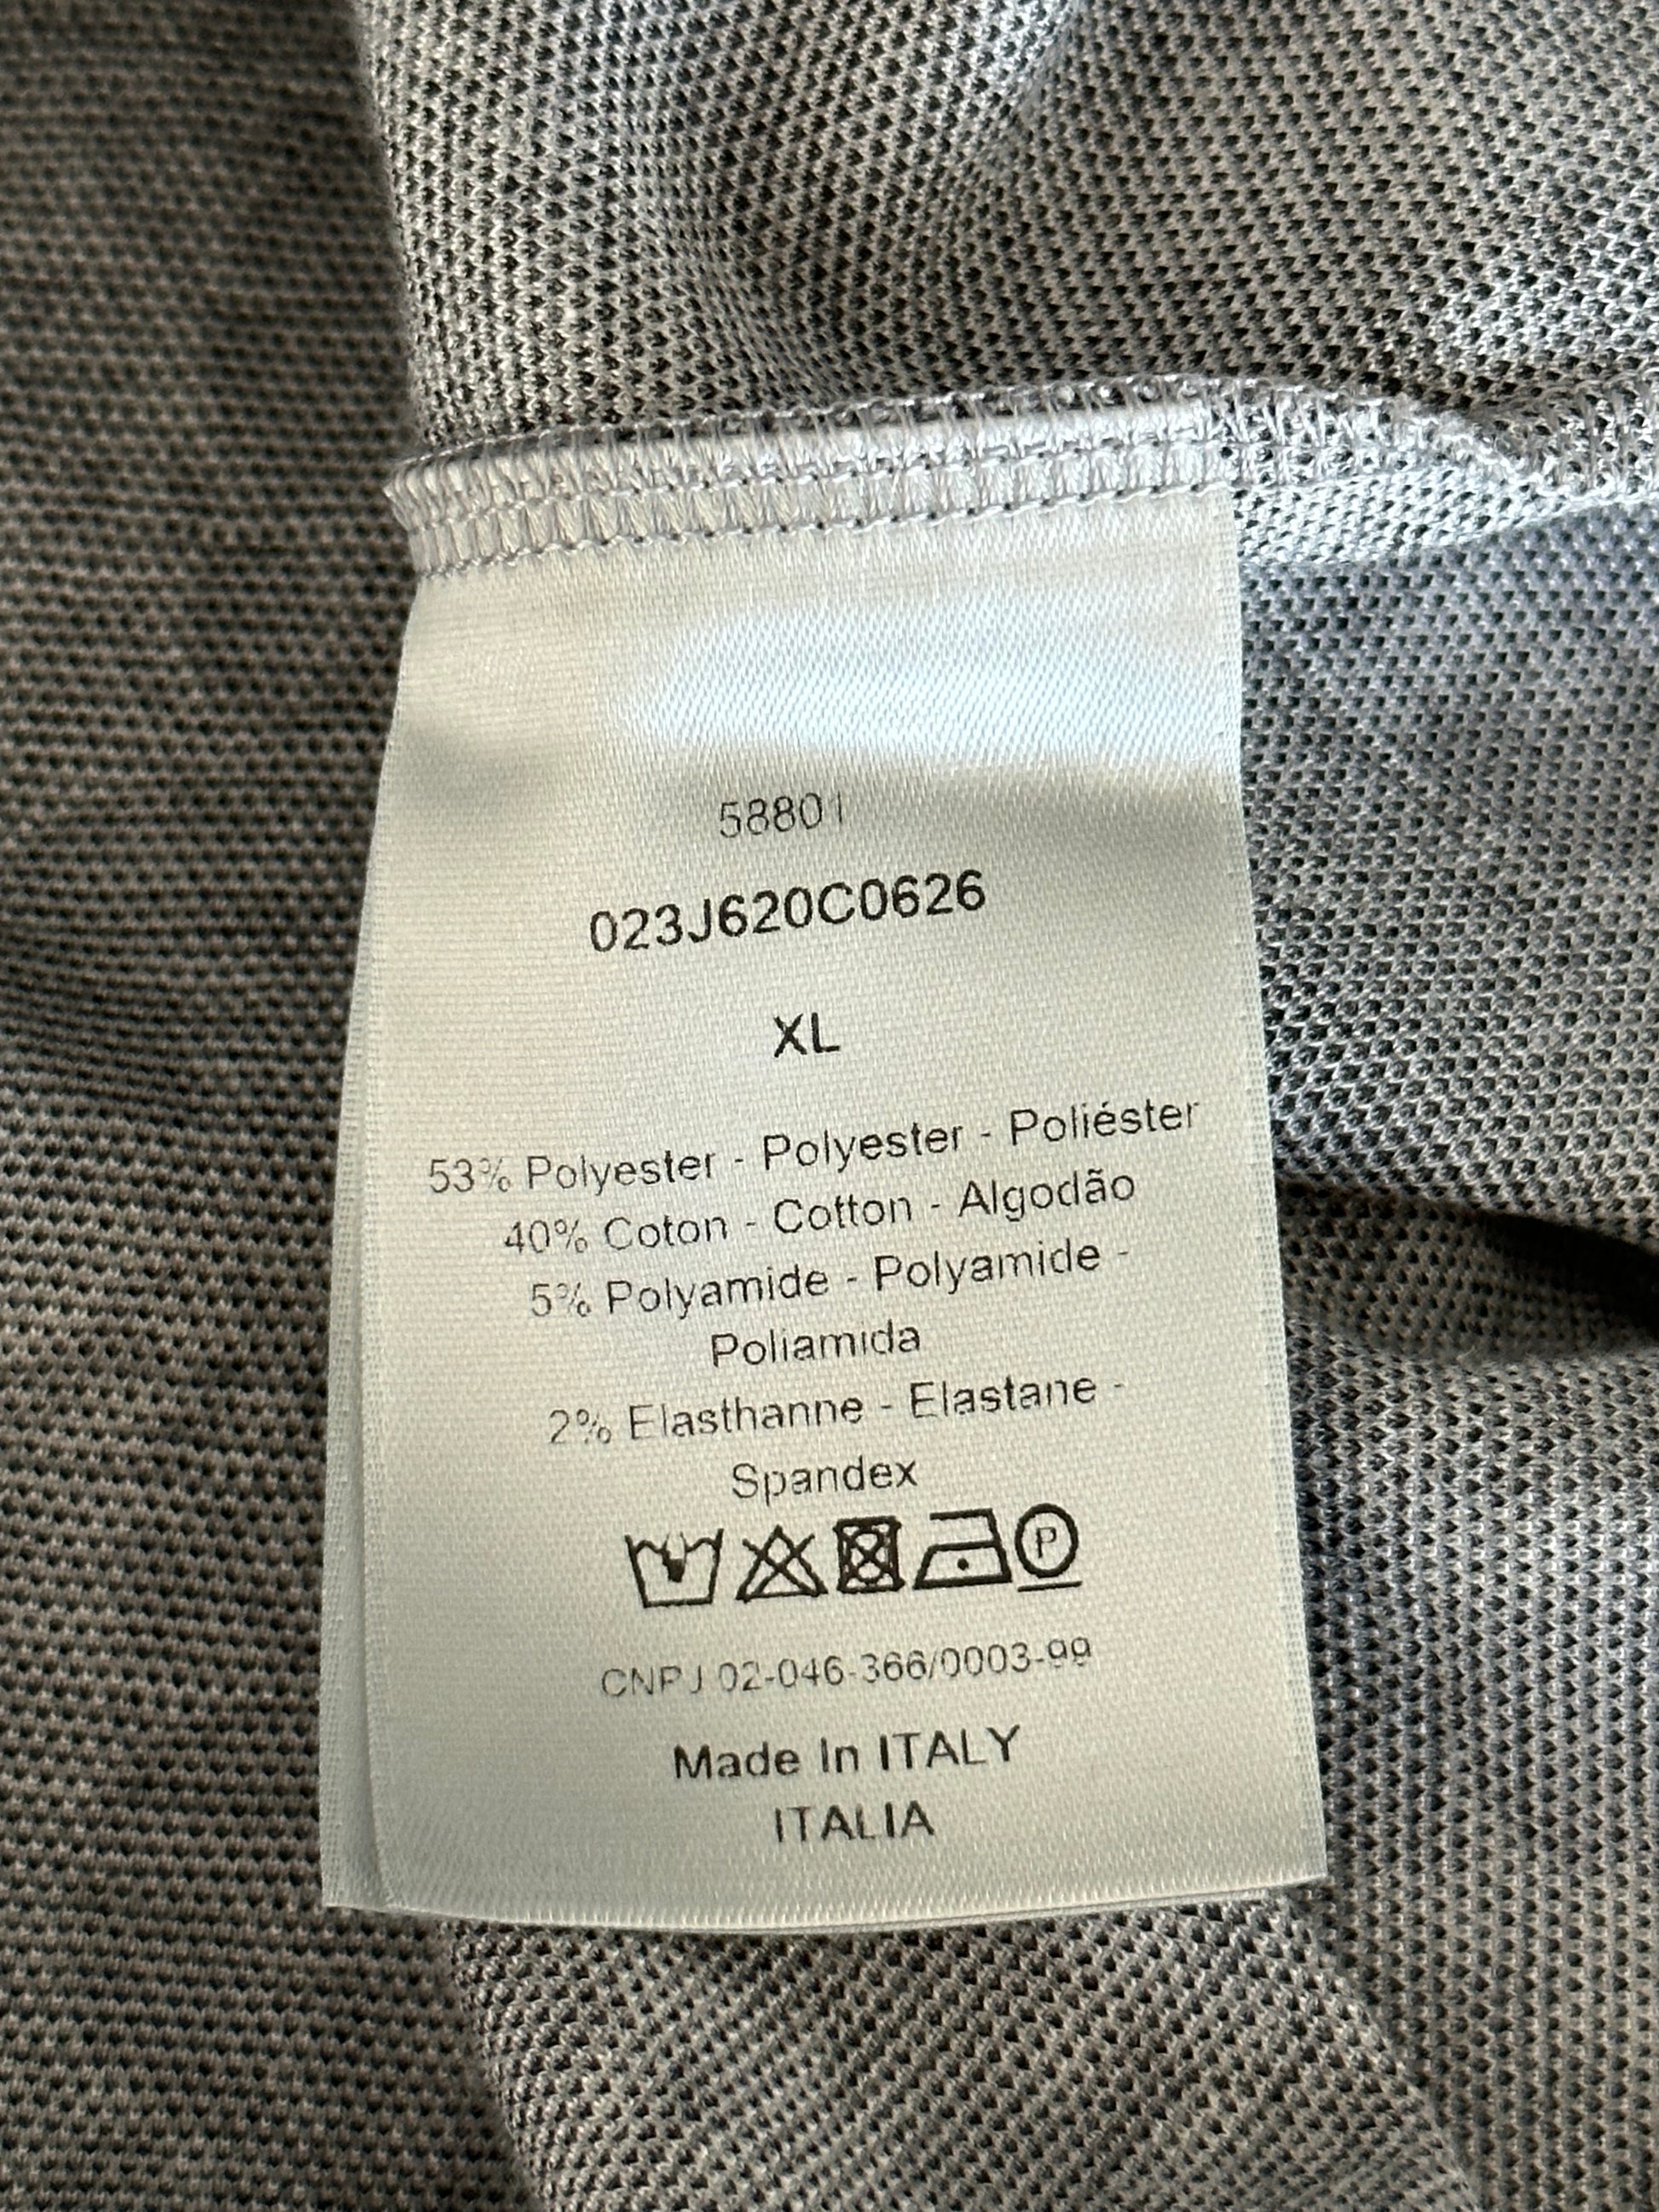 58801
023J620C0626
XL
53% Polyester - Polyester - Poliéster
40% Coton - Cotton - Algodão
5% Polyamide - Polyamide -
Poliamida
2% Elasthanne - Elastane -
Spandex
P
CNPJ 02-046-366/0003-99
Made In ITALY
ITALIA